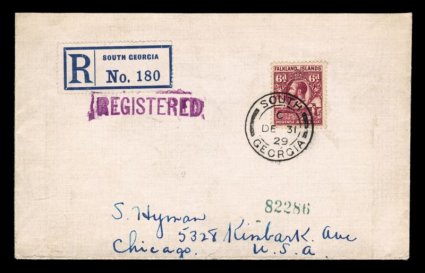 R
SOUTH GEORGIA
No. 180
REGISTERED
FALKLAND ISLANDS
6d 6d
SOUTH
C
DE 31
29
GEORGIA
82286
S. Hyman
5328 Kimbark Ave
Chicago. U.S.A.